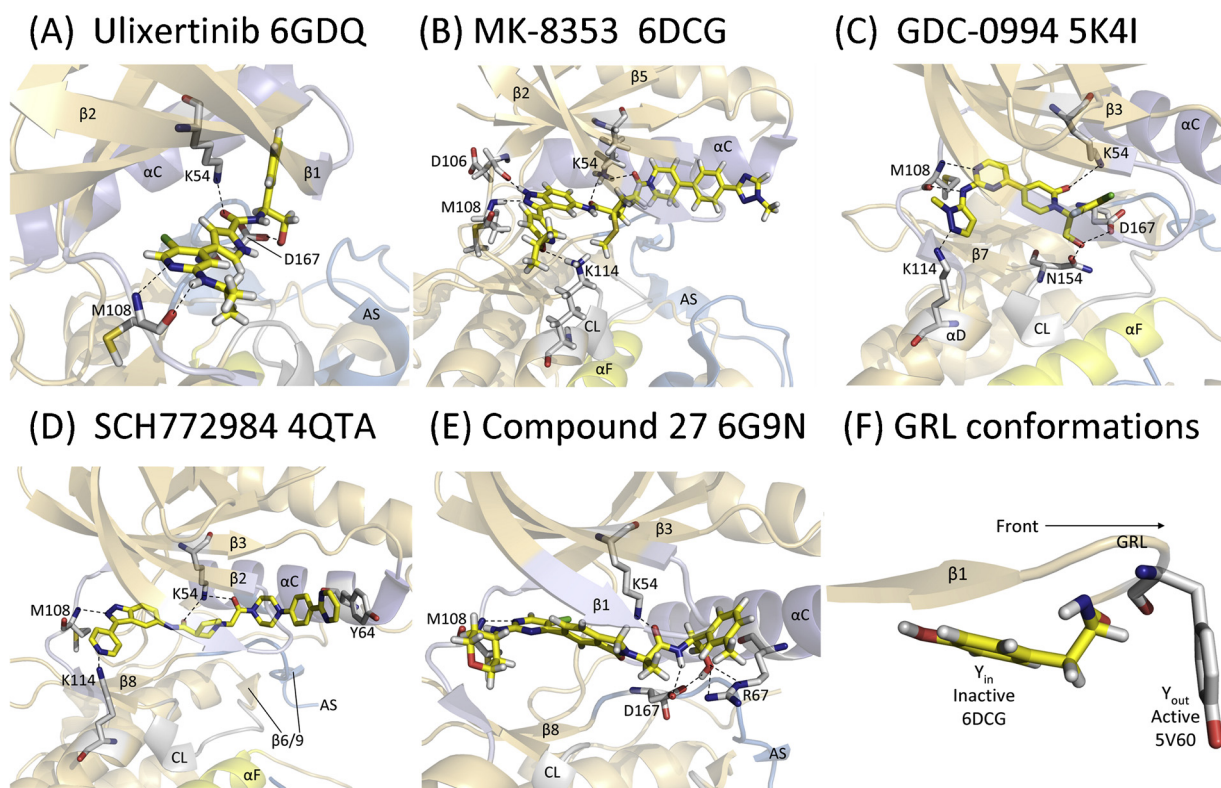 (A) Ulixertinib 6GDQ
β2
αC
K54
β1
D167
M108
AS
(B) MK-8353 6DCG
β5
β2
D106
K54
αC
M108
K114
AS
CL
αF
(C) GDC-0994 5K4I
β3
αC
K54
M108
D167
β7
K114
N154
αD
CL
αF
(D) SCH772984 4QTA
β3
β2
K54
αC
M108
Y64
K114
β8
AS
β6/9
CL
αF
(E) Compound 27 6G9N
β3
K54
β1
αC
M108
D167
R67
β8
AS
CL
(F) GRL conformations
Front
GRL
β1
Yin
Inactive
6DCG
Yout
Active
5V60